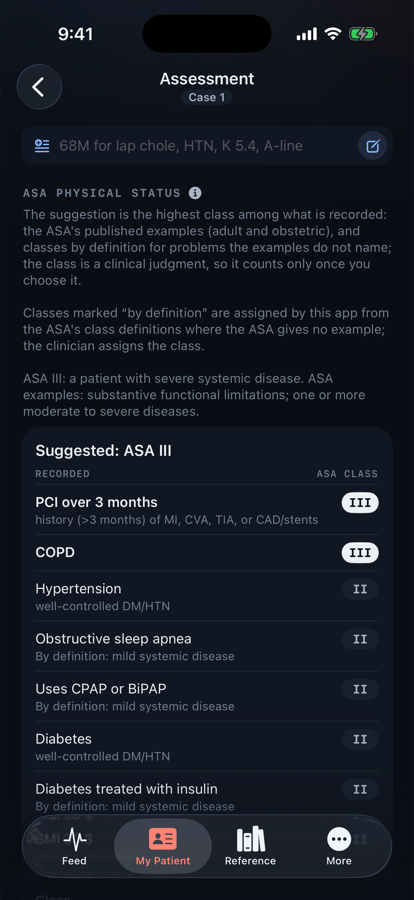 9:41
Assessment
Case 1
68M for lap chole, HTN, K 5.4, A-line
ASA PHYSICAL STATUS
The suggestion is the highest class among what is recorded:
the ASA's published examples (adult and obstetric), and
classes by definition for problems the examples do not name;
the class is a clinical judgment, so it counts only once you
choose it.
Classes marked “by definition” are assigned by this app from
the ASA's class definitions where the ASA gives no example;
the clinician assigns the class.
ASA III: a patient with severe systemic disease. ASA
examples: substantive functional limitations; one or more
moderate to severe diseases.
Suggested: ASA III
RECORDED ASA CLASS
PCI over 3 months III
history (>3 months) of MI, CVA, TIA, or CAD/stents
COPD III
Hypertension II
well-controlled DM/HTN
Obstructive sleep apnea II
By definition: mild systemic disease
Uses CPAP or BiPAP II
By definition: mild systemic disease
Diabetes II
well-controlled DM/HTN
Diabetes treated with insulin II
By definition: mild systemic disease
Feed My Patient Reference More